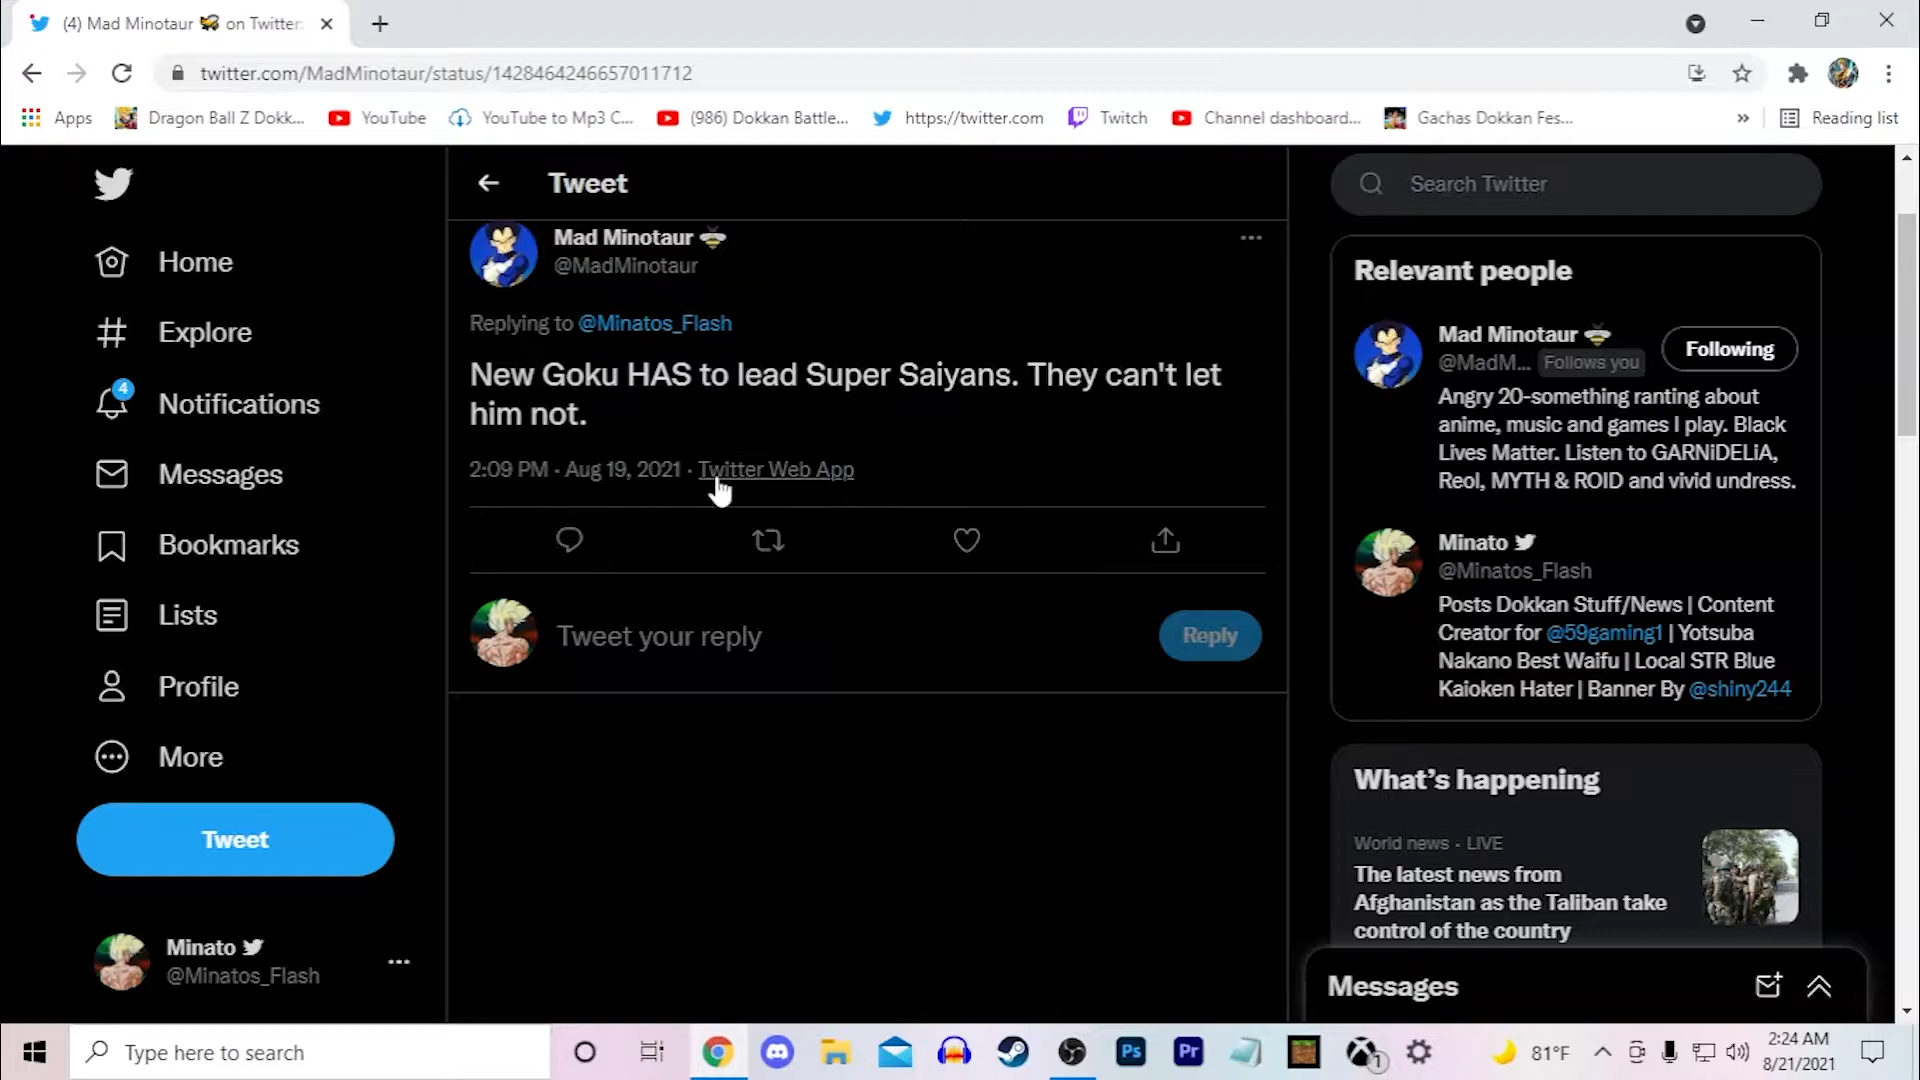 (4) Mad Minotaur 🐝 on Twitter:
twitter.com/MadMinotaur/status/1428464246657011712
Apps
Dragon Ball Z Dokk...
YouTube
YouTube to Mp3 C...
(986) Dokkan Battle...
https://twitter.com
Twitch
Channel dashboard...
Gachas Dokkan Fes...
»
Reading list
Home
Explore
4
Notifications
Messages
Bookmarks
Lists
Profile
More
Tweet
Minato
@Minatos_Flash
Tweet
Mad Minotaur 🐝
@MadMinotaur
Replying to @Minatos_Flash
New Goku HAS to lead Super Saiyans. They can't let
him not.
2:09 PM · Aug 19, 2021 · Twitter Web App
Tweet your reply
Reply
Search Twitter
Relevant people
Mad Minotaur 🐝
@MadM... Follows you
Following
Angry 20-something ranting about
anime, music and games I play. Black
Lives Matter. Listen to GARNiDELiA,
Reol, MYTH & ROID and vivid undress.
Minato
@Minatos_Flash
Posts Dokkan Stuff/News | Content
Creator for @59gaming1 | Yotsuba
Nakano Best Waifu | Local STR Blue
Kaioken Hater | Banner By @shiny244
What's happening
World news · LIVE
The latest news from
Afghanistan as the Taliban take
control of the country
Messages
Type here to search
Ps
Pr
1
81°F
2:24 AM
8/21/2021